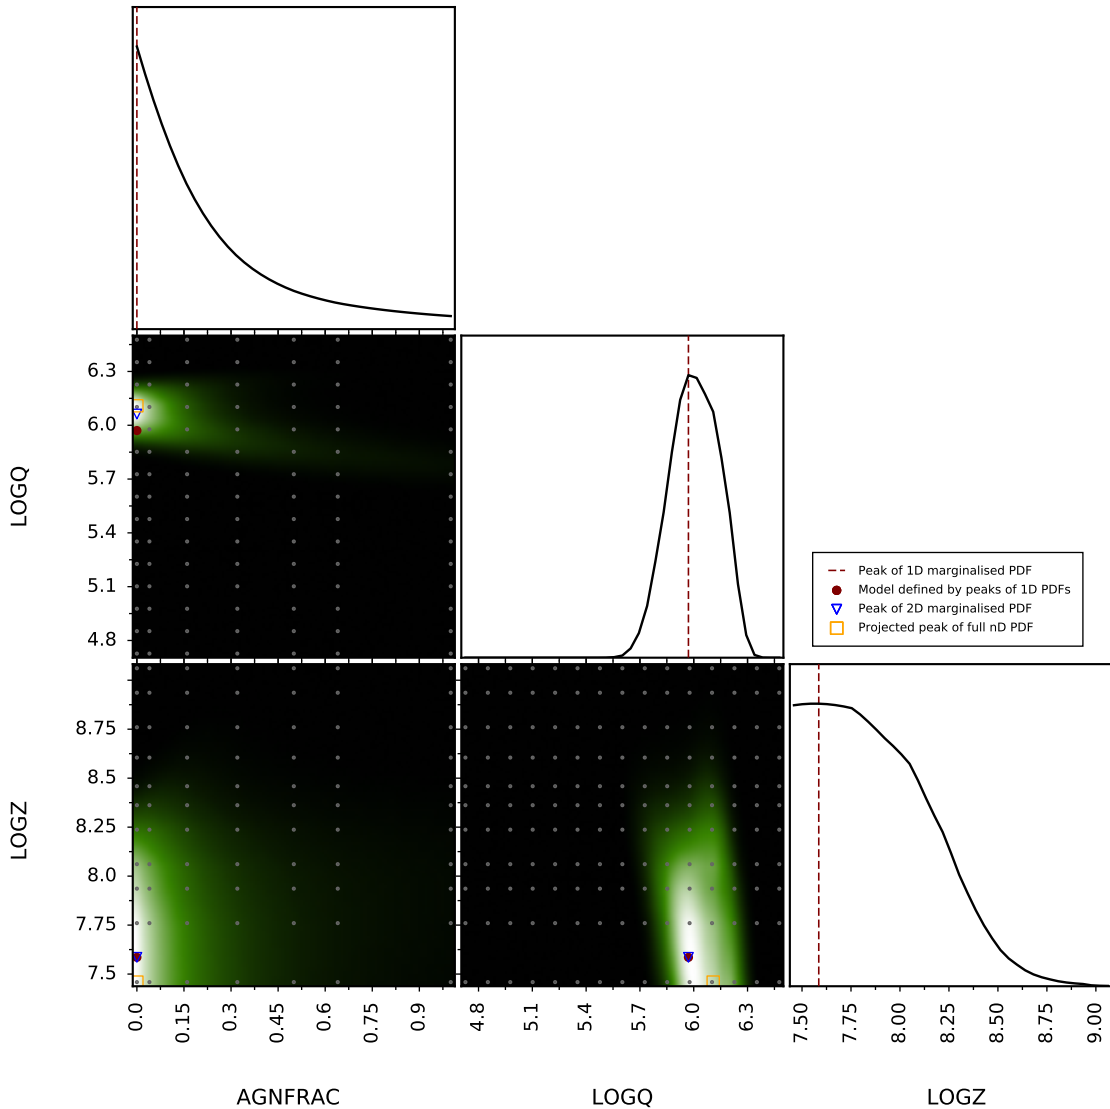 6.3
6.0
5.7
5.4
5.1
4.8
LOGQ
Peak of 1D marginalised PDF
Model defined by peaks of 1D PDFs
Peak of 2D marginalised PDF
Projected peak of full nD PDF
8.75
8.5
8.25
8.0
7.75
7.5
LOGZ
0.0 0.15 0.3 0.45 0.6 0.75 0.9
4.8 5.1 5.4 5.7 6.0 6.3
7.50 7.75 8.00 8.25 8.50 8.75 9.00
AGNFRAC LOGQ LOGZ